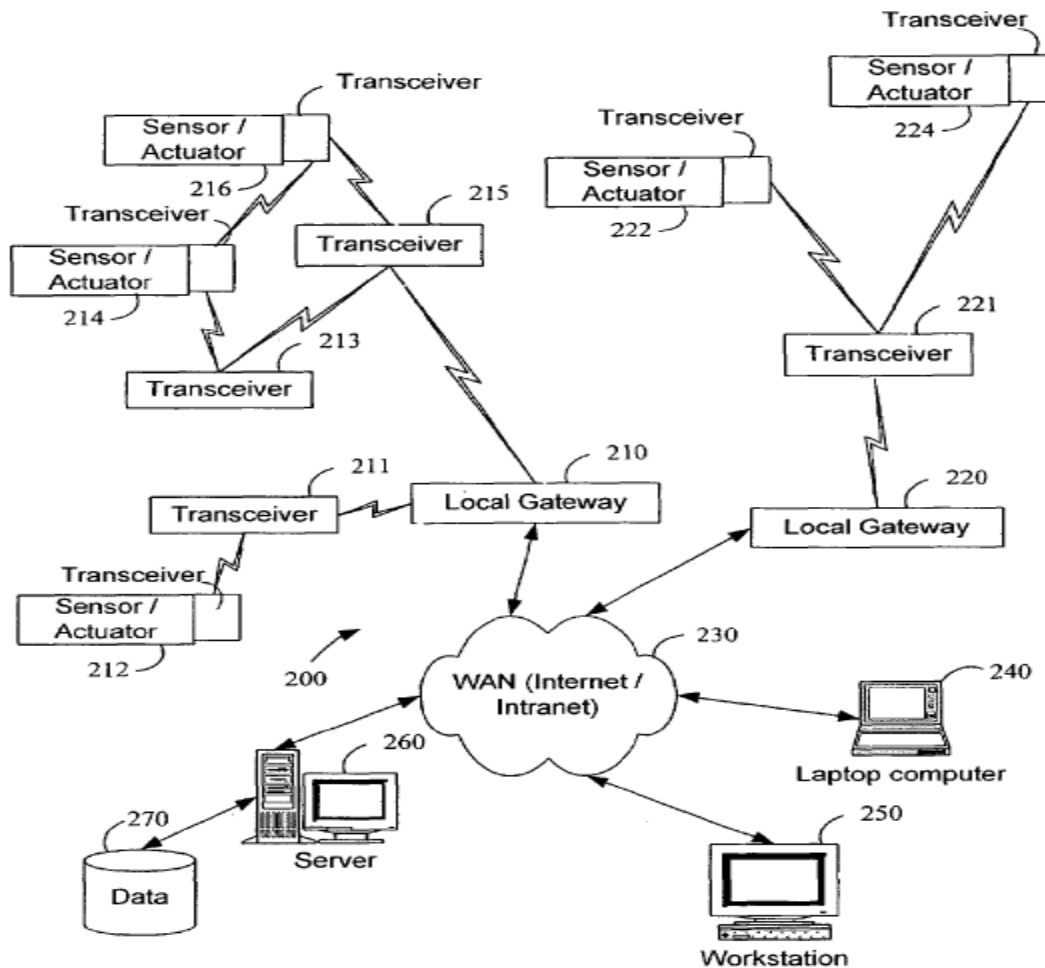 Transceiver
Transceiver
Sensor /
Actuator
224
Transceiver
Sensor /
Actuator
216
Transceiver
Sensor /
Actuator
222
215
Transceiver
Transceiver
Sensor /
Actuator
214
213
Transceiver
221
Transceiver
211
Transceiver
210
Local Gateway
220
Local Gateway
Transceiver
Sensor /
Actuator
212
200
230
WAN (Internet /
Intranet)
240
Laptop computer
260
Server
270
Data
250
Workstation